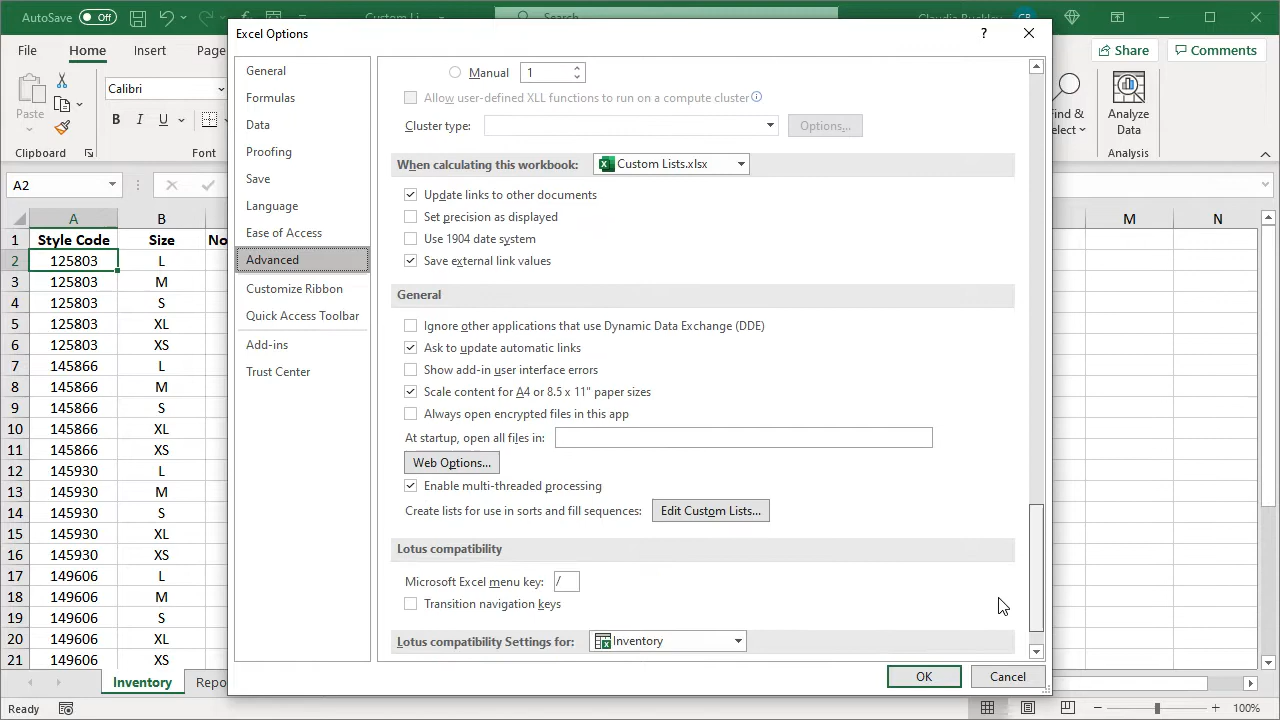 AutoSave Off Custom Li... Search Claudia Buckley CB
Excel Options ?
File Home Insert Page
Share Comments
Paste
Calibri
B I U
Clipboard Font
Find &
Select
Analyze
Data
Analysis
A2
General
Formulas
Data
Proofing
Save
Language
Ease of Access
Advanced
Customize Ribbon
Quick Access Toolbar
Add-ins
Trust Center
Manual 1
Allow user-defined XLL functions to run on a compute cluster
Cluster type: Options...
When calculating this workbook: Custom Lists.xlsx
Update links to other documents
Set precision as displayed
Use 1904 date system
Save external link values
General
Ignore other applications that use Dynamic Data Exchange (DDE)
Ask to update automatic links
Show add-in user interface errors
Scale content for A4 or 8.5 x 11" paper sizes
Always open encrypted files in this app
At startup, open all files in:
Web Options...
Enable multi-threaded processing
Create lists for use in sorts and fill sequences: Edit Custom Lists...
Lotus compatibility
Microsoft Excel menu key: /
Transition navigation keys
Lotus compatibility Settings for: Inventory
OK Cancel
A B M N
1 Style Code Size No
2 125803 L
3 125803 M
4 125803 S
5 125803 XL
6 125803 XS
7 145866 L
8 145866 M
9 145866 S
10 145866 XL
11 145866 XS
12 145930 L
13 145930 M
14 145930 S
15 145930 XL
16 145930 XS
17 149606 L
18 149606 M
19 149606 S
20 149606 XL
21 149606 XS
Inventory Repo
Ready 100%